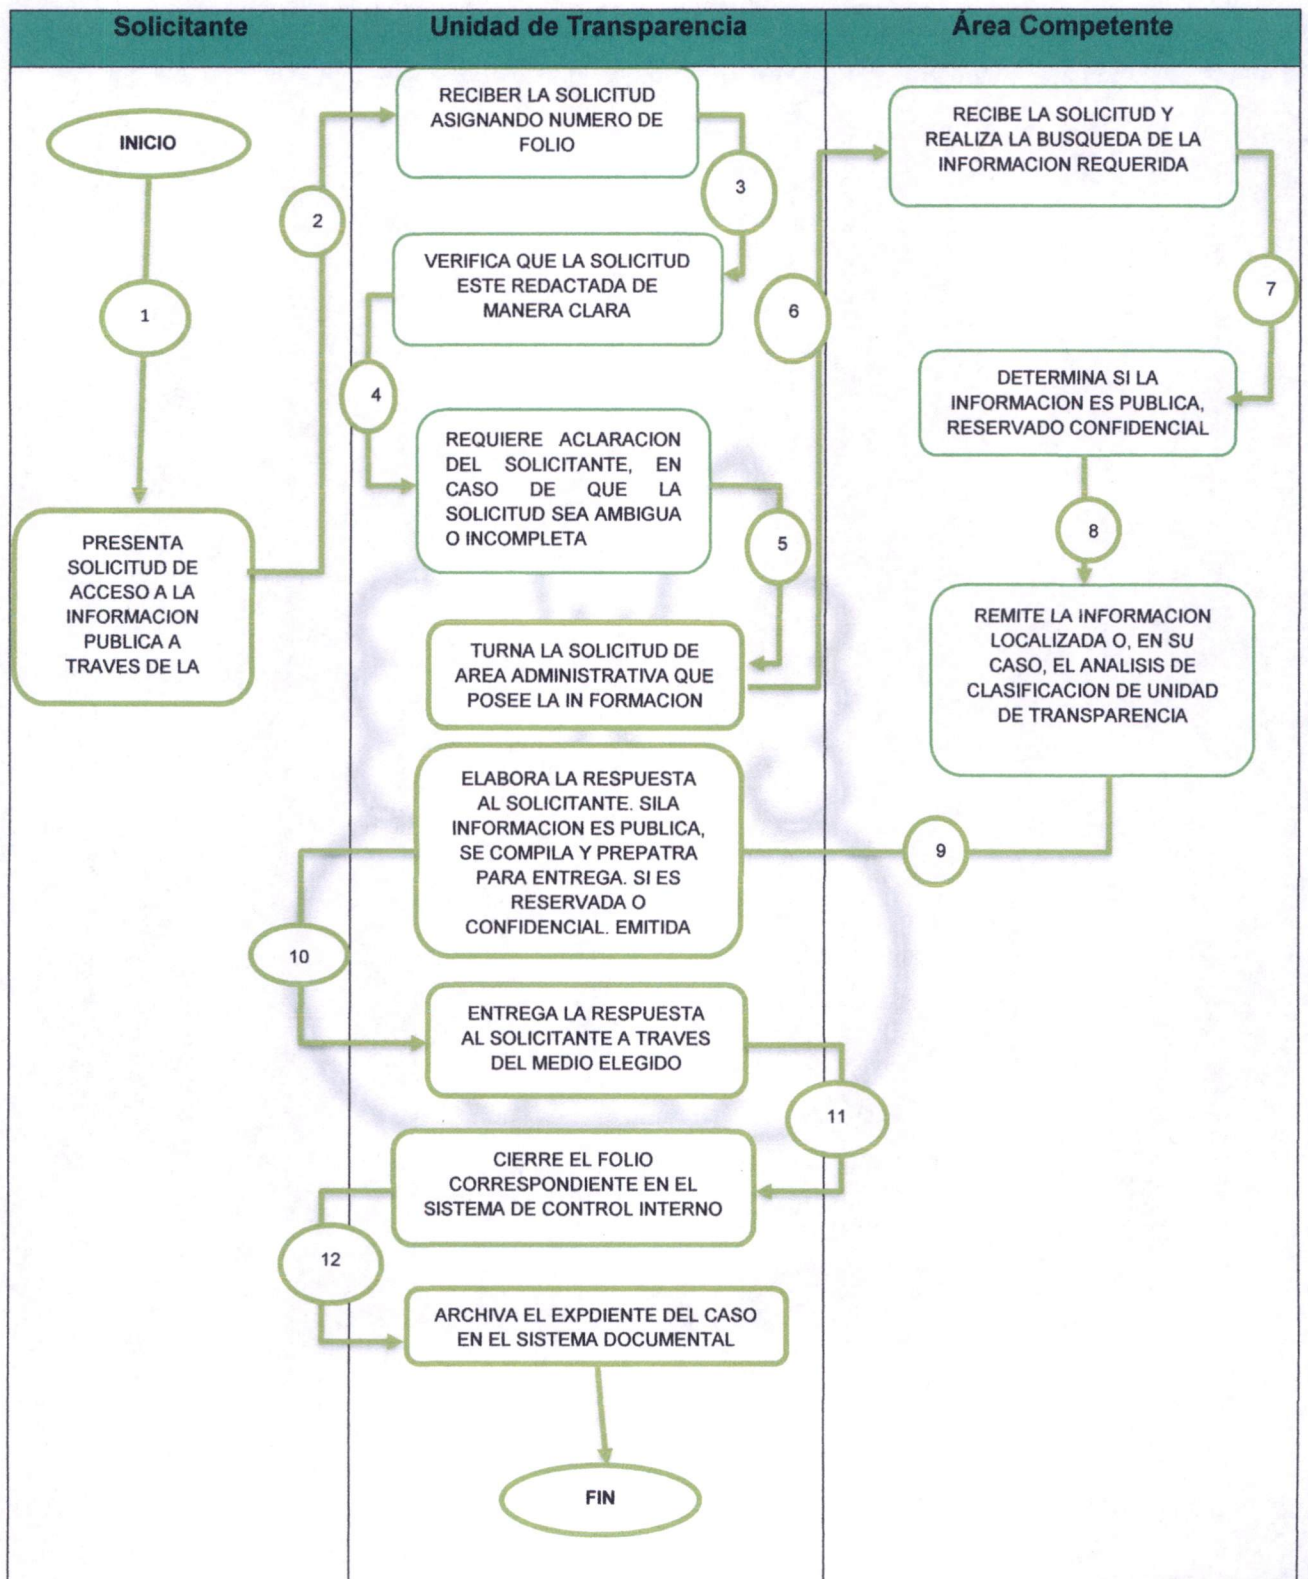 Solicitante
Unidad de Transparencia
Área Competente
INICIO
1
PRESENTA
SOLICITUD DE
ACCESO A LA
INFORMACION
PUBLICA A
TRAVES DE LA
2
RECIBER LA SOLICITUD
ASIGNANDO NUMERO DE
FOLIO
3
VERIFICA QUE LA SOLICITUD
ESTE REDACTADA DE
MANERA CLARA
4
REQUIERE ACLARACION
DEL SOLICITANTE, EN
CASO DE QUE LA
SOLICITUD SEA AMBIGUA
O INCOMPLETA
5
TURNA LA SOLICITUD DE
AREA ADMINISTRATIVA QUE
POSEE LA IN FORMACION
6
RECIBE LA SOLICITUD Y
REALIZA LA BUSQUEDA DE LA
INFORMACION REQUERIDA
7
DETERMINA SI LA
INFORMACION ES PUBLICA,
RESERVADO CONFIDENCIAL
8
REMITE LA INFORMACION
LOCALIZADA O, EN SU
CASO, EL ANALISIS DE
CLASIFICACION DE UNIDAD
DE TRANSPARENCIA
9
ELABORA LA RESPUESTA
AL SOLICITANTE. SILA
INFORMACION ES PUBLICA,
SE COMPILA Y PREPATRA
PARA ENTREGA. SI ES
RESERVADA O
CONFIDENCIAL. EMITIDA
10
ENTREGA LA RESPUESTA
AL SOLICITANTE A TRAVES
DEL MEDIO ELEGIDO
11
CIERRE EL FOLIO
CORRESPONDIENTE EN EL
SISTEMA DE CONTROL INTERNO
12
ARCHIVA EL EXPDIENTE DEL CASO
EN EL SISTEMA DOCUMENTAL
FIN